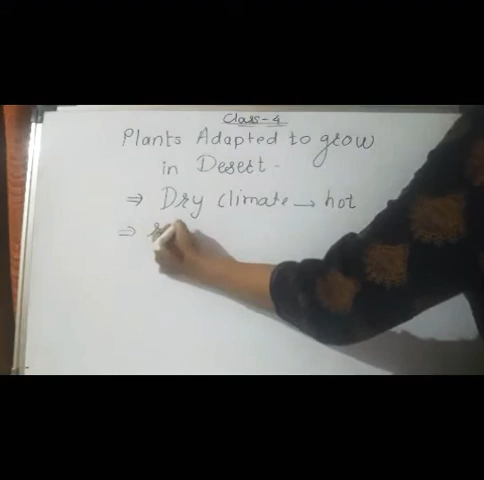 Class-4
Plants Adapted to grow
in Desert -
⇒ Dry climate → hot
⇒